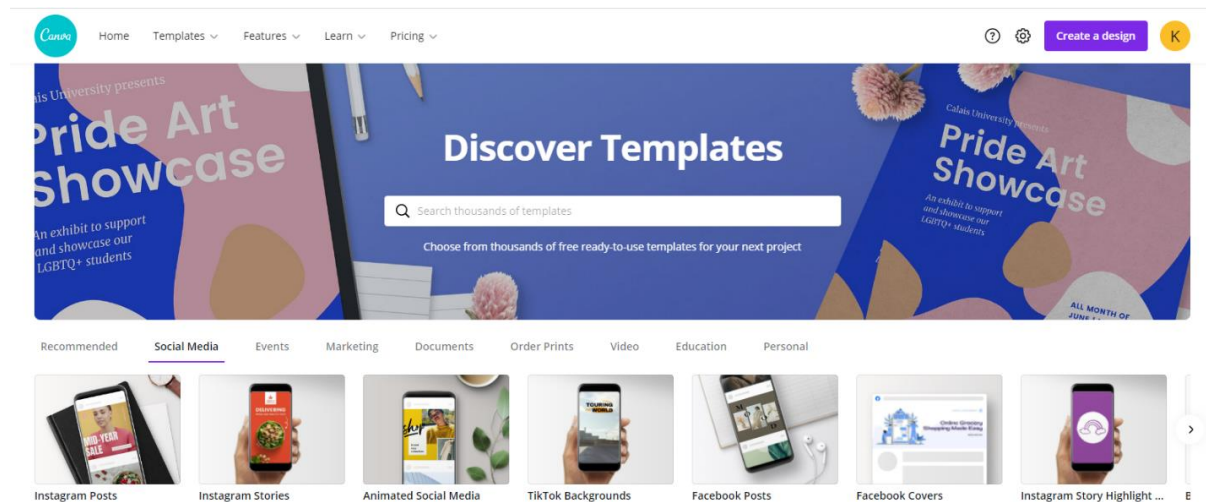 Canva
Home Templates Features Learn Pricing
Create a design
K
Calais University presents
Pride Art
Showcase
An exhibit to support
and showcase our
LGBTQ+ students
Discover Templates
Search thousands of templates
Choose from thousands of free ready-to-use templates for your next project
Calais University presents
Pride Art
Showcase
An exhibit to support
and showcase our
LGBTQ+ students
ALL MONTH OF
JUNE
Recommended Social Media Events Marketing Documents Order Prints Video Education Personal
MID-YEAR
SALE
DELIVERING
TOURING
WORLD
Online Grocery
Shopping Made Easy
Instagram Posts Instagram Stories Animated Social Media TikTok Backgrounds Facebook Posts Facebook Covers Instagram Story Highlight ...